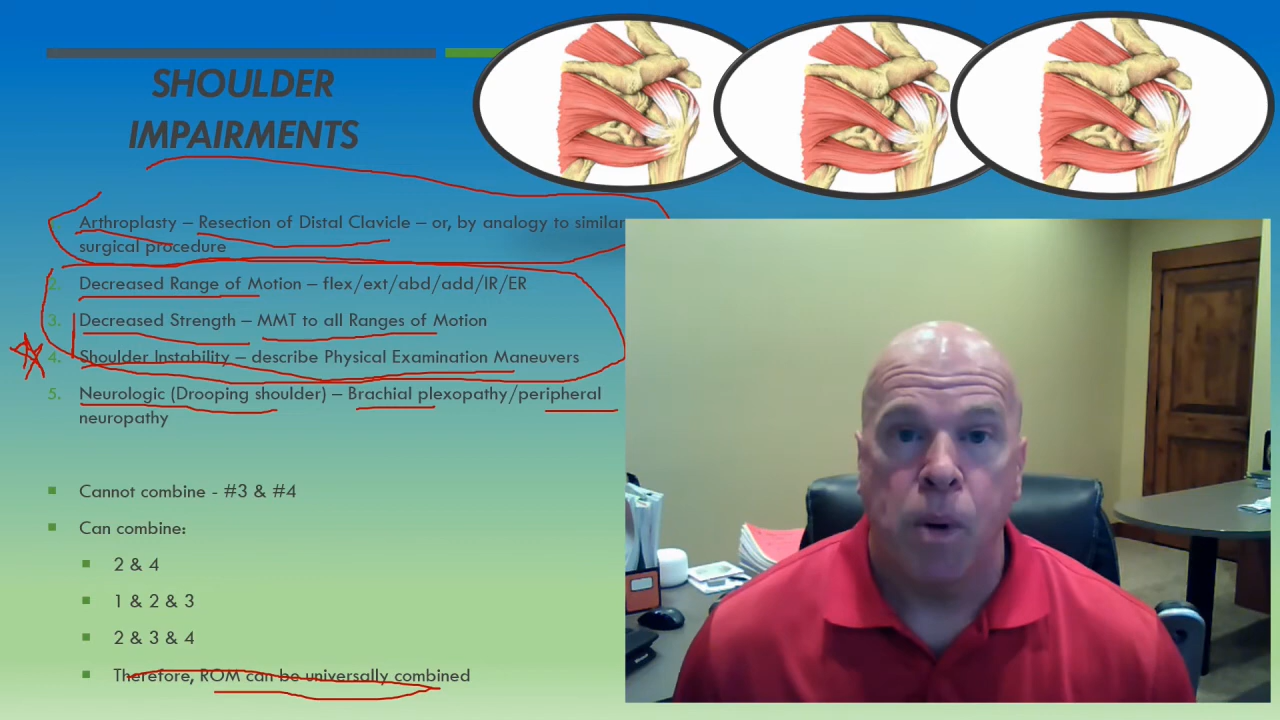 SHOULDER
IMPAIRMENTS
Arthroplasty – Resection of Distal Clavicle – or, by analogy to similar
surgical procedure
2. Decreased Range of Motion – flex/ext/abd/add/IR/ER
3. Decreased Strength – MMT to all Ranges of Motion
4. Shoulder Instability – describe Physical Examination Maneuvers
5. Neurologic (Drooping shoulder) – Brachial plexopathy/peripheral
neuropathy
Cannot combine - #3 & #4
Can combine:
2 & 4
1 & 2 & 3
2 & 3 & 4
Therefore, ROM can be universally combined